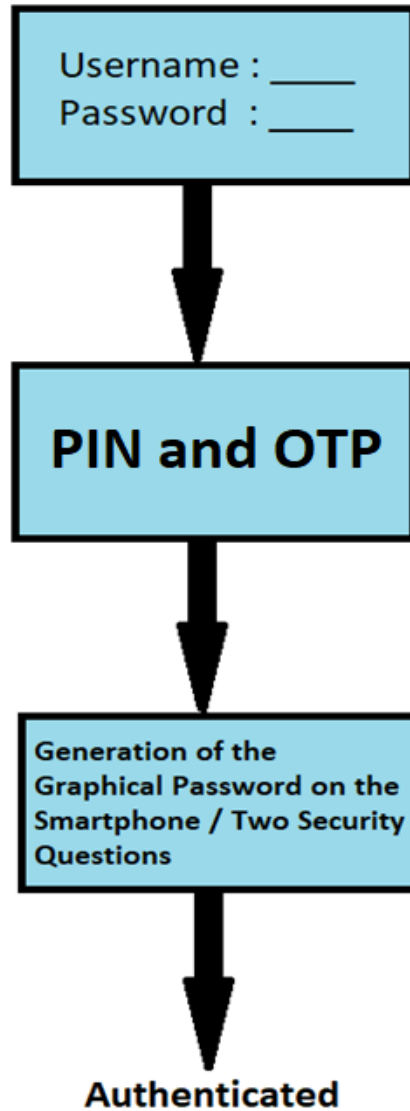 Username : ____
Password  : ____
PIN and OTP
Generation of the
Graphical Password on the
Smartphone / Two Security
Questions
Authenticated